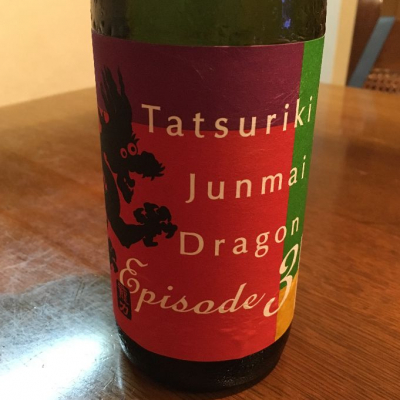 Tatsuriki
Junmai
Dragon
Episode 3